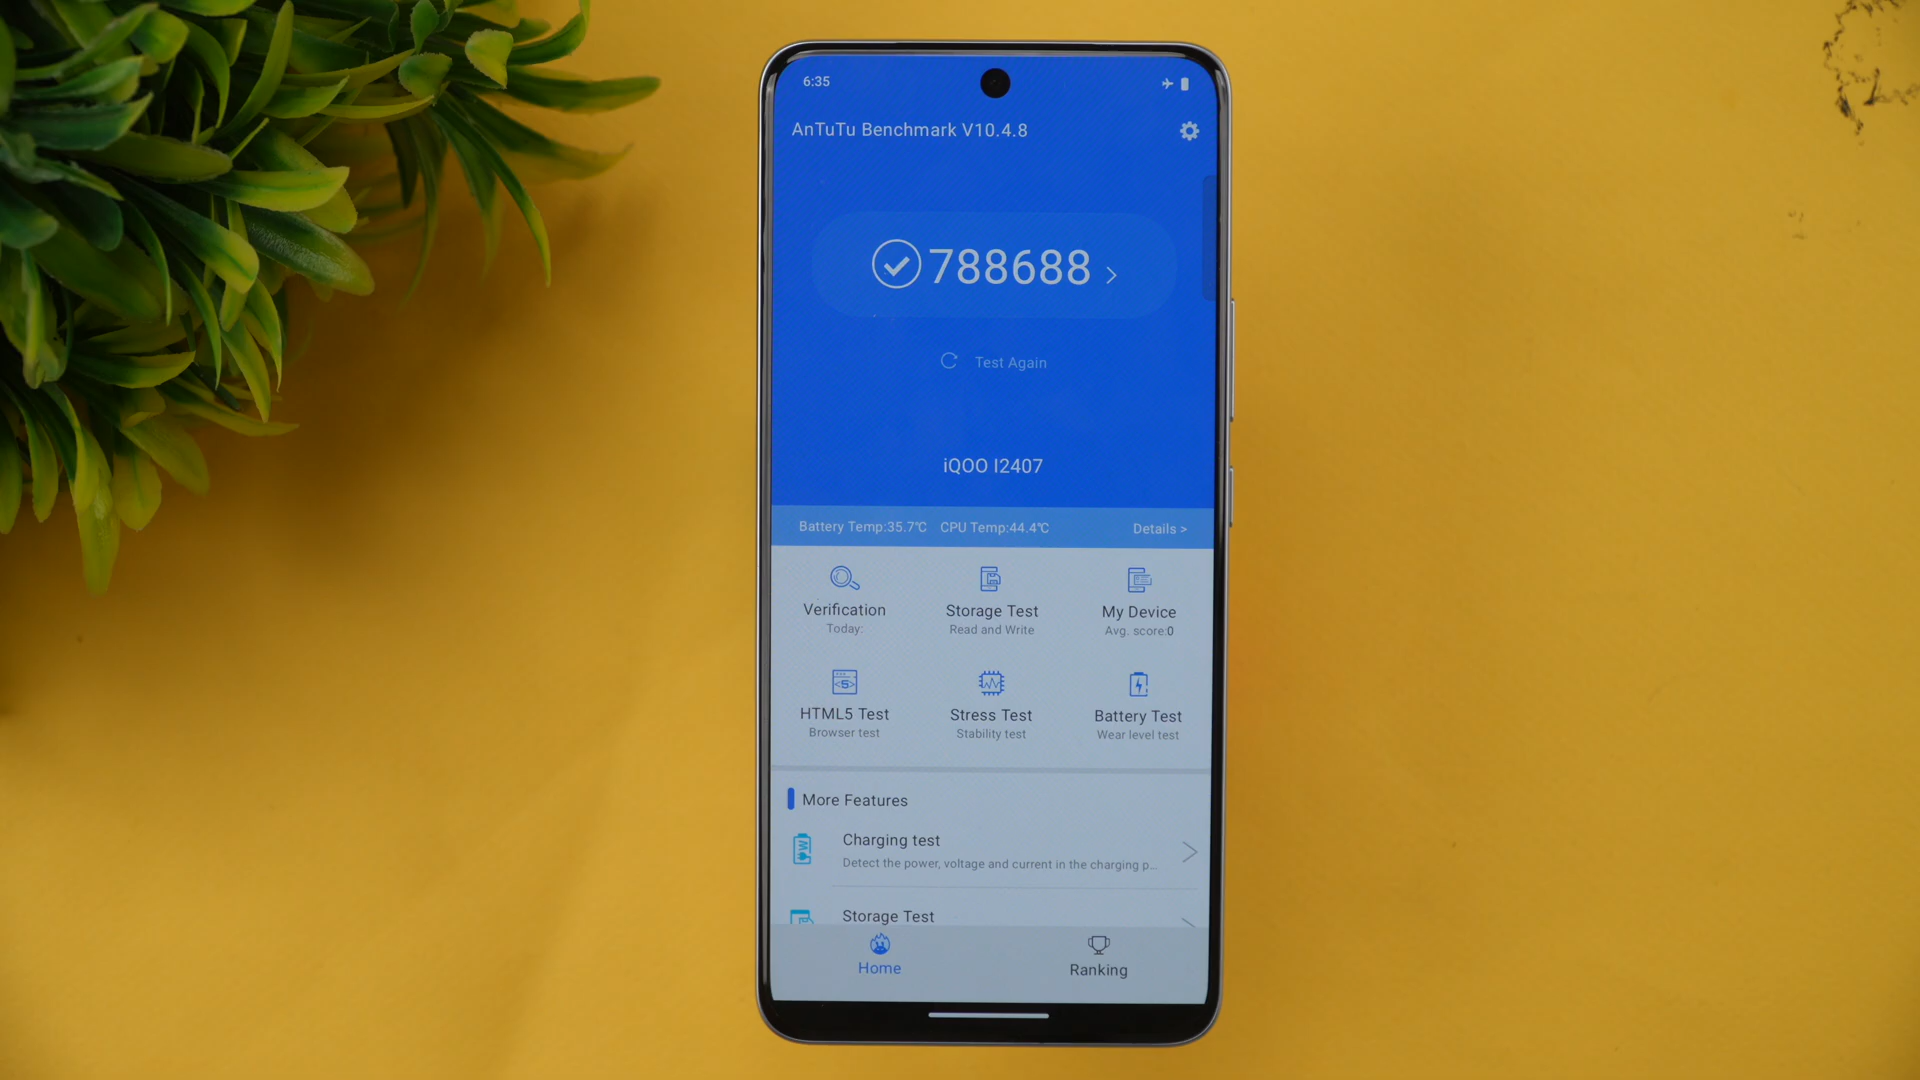 6:35
AnTuTu Benchmark V10.4.8
788688 >
Test Again
iQOO I2407
Battery Temp:35.7℃ CPU Temp:44.4℃ Details >
Verification Storage Test My Device
Today: Read and Write Avg. score:0
HTML5 Test Stress Test Battery Test
Browser test Stability test Wear level test
More Features
Charging test
Detect the power, voltage and current in the charging p...
Storage Test
Home Ranking